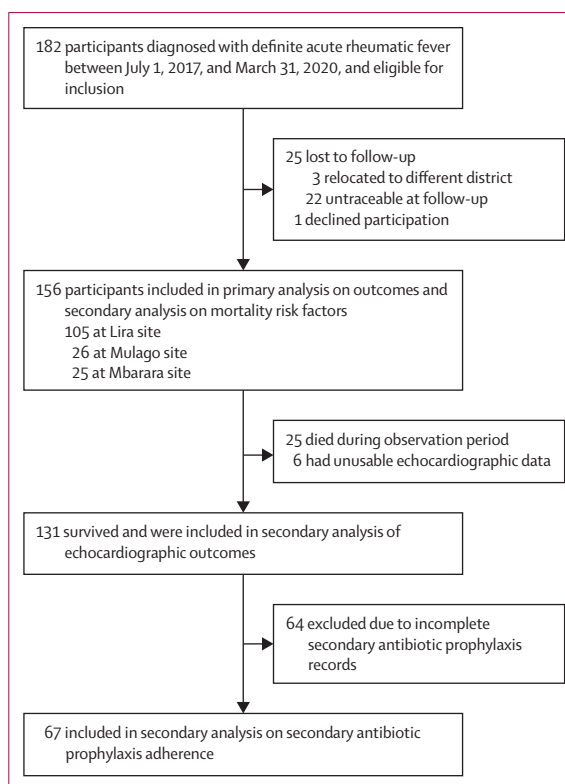 182 participants diagnosed with definite acute rheumatic fever
between July 1, 2017, and March 31, 2020, and eligible for
inclusion
25 lost to follow-up
3 relocated to different district
22 untraceable at follow-up
1 declined participation
156 participants included in primary analysis on outcomes and
secondary analysis on mortality risk factors
105 at Lira site
26 at Mulago site
25 at Mbarara site
25 died during observation period
6 had unusable echocardiographic data
131 survived and were included in secondary analysis of
echocardiographic outcomes
64 excluded due to incomplete
secondary antibiotic prophylaxis
records
67 included in secondary analysis on secondary antibiotic
prophylaxis adherence